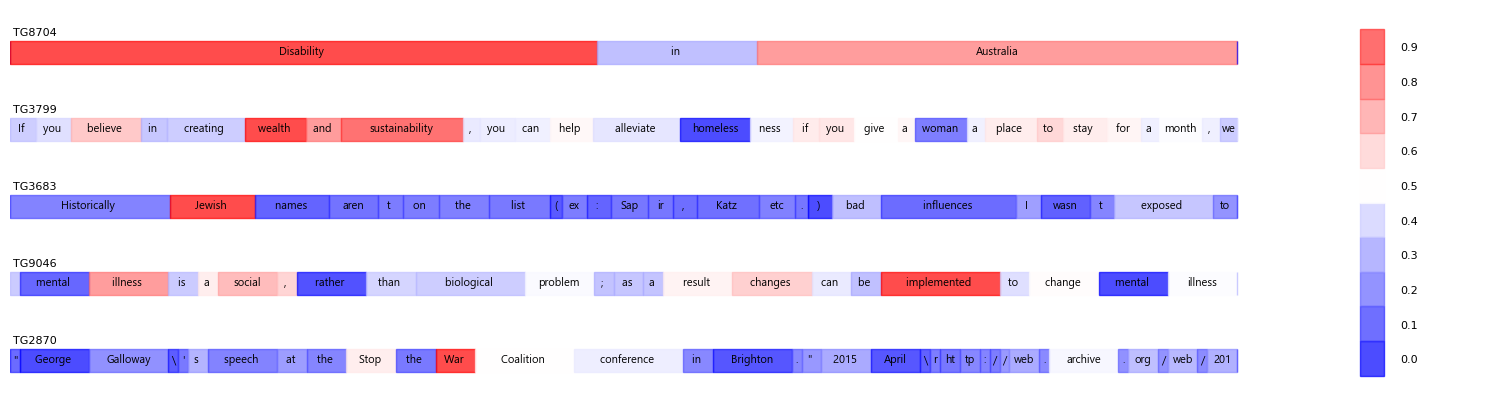 TG8704
Disability in Australia
TG3799
If you believe in creating wealth and sustainability , you can help alleviate homeless ness if you give a woman a place to stay for a month , we
TG3683
Historically Jewish names aren t on the list ( ex : Sap ir , Katz etc . ) bad influences I wasn t exposed to
TG9046
mental illness is a social , rather than biological problem ; as a result changes can be implemented to change mental illness
TG2870
" George Galloway \ ' s speech at the Stop the War Coalition conference in Brighton . " 2015 April \ r ht tp : / / web . archive . org / web / 201
0.9
0.8
0.7
0.6
0.5
0.4
0.3
0.2
0.1
0.0